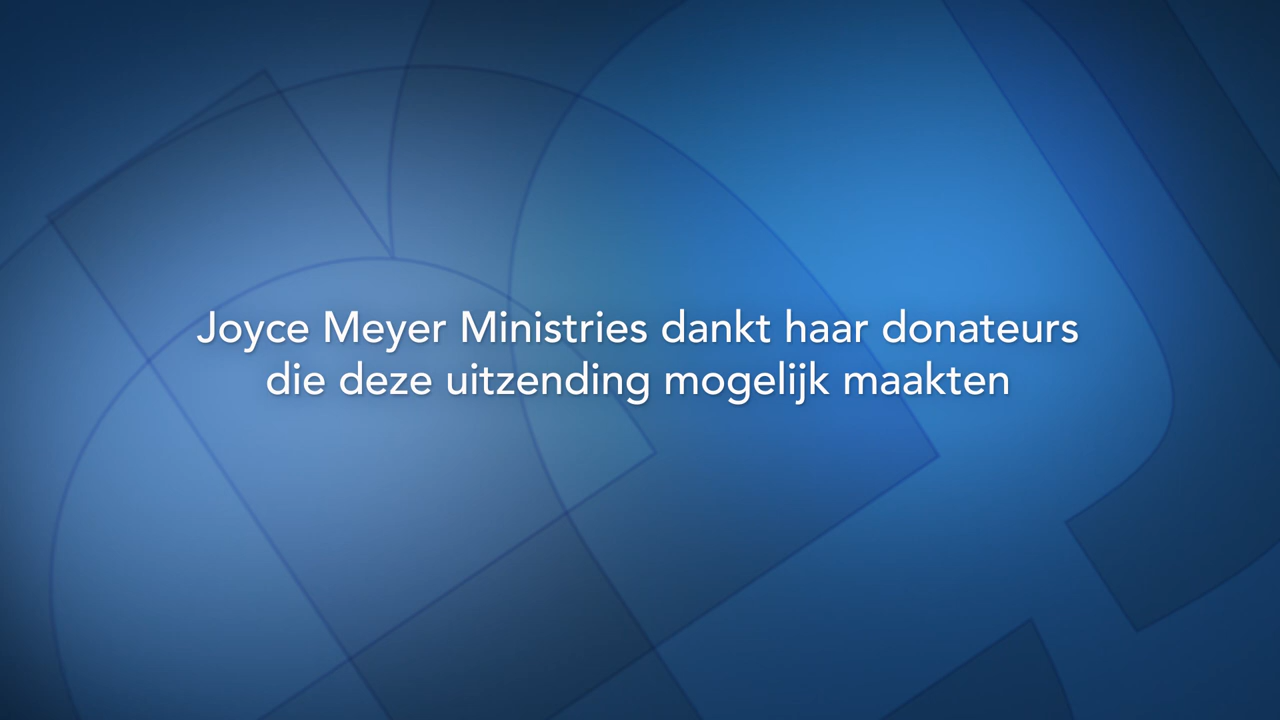 Joyce Meyer Ministries dankt haar donateurs
die deze uitzending mogelijk maakten